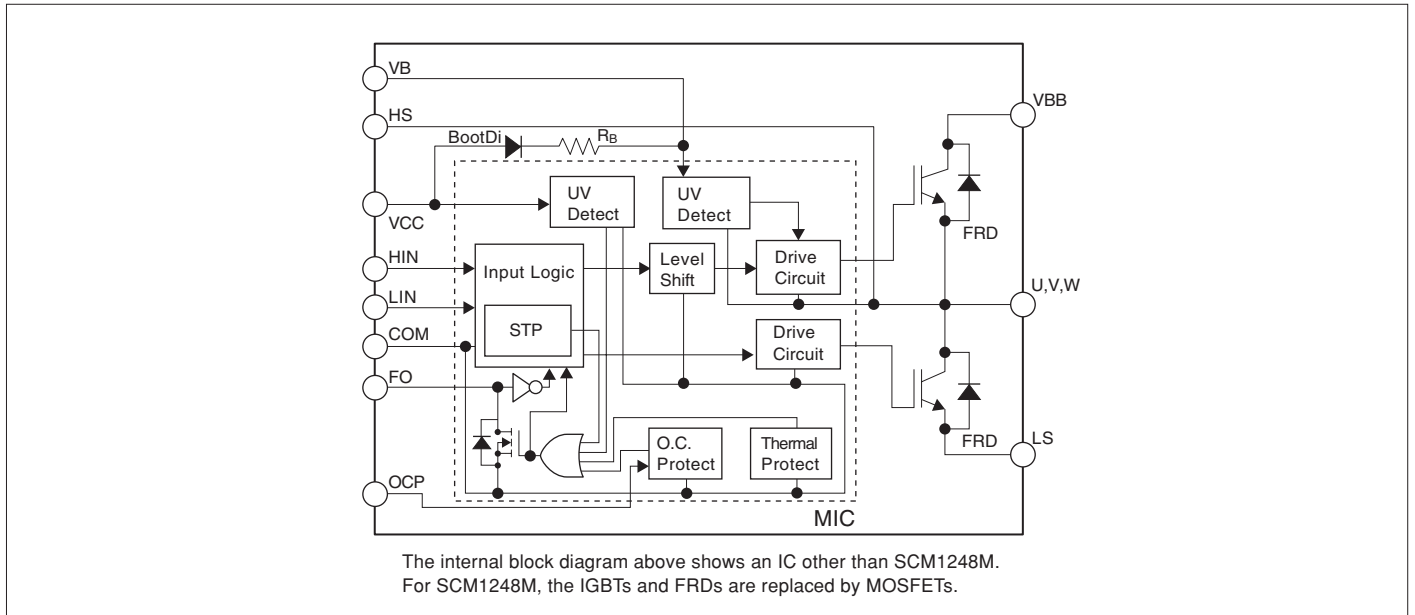 VB
HS
VBB
BootDi
RB
UV
Detect
UV
Detect
VCC
FRD
HIN
Input Logic
Level
Shift
Drive
Circuit
LIN
U,V,W
STP
COM
Drive
Circuit
FO
O.C.
Protect
Thermal
Protect
FRD
LS
OCP
MIC
The internal block diagram above shows an IC other than SCM1248M.
For SCM1248M, the IGBTs and FRDs are replaced by MOSFETs.